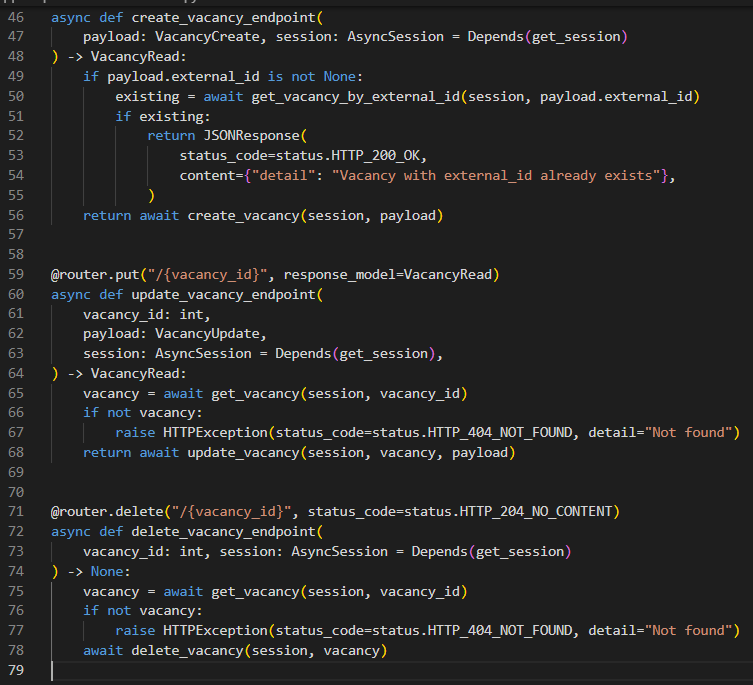 46 async def create_vacancy_endpoint(
47     payload: VacancyCreate, session: AsyncSession = Depends(get_session)
48 ) -> VacancyRead:
49     if payload.external_id is not None:
50         existing = await get_vacancy_by_external_id(session, payload.external_id)
51         if existing:
52             return JSONResponse(
53                 status_code=status.HTTP_200_OK,
54                 content={"detail": "Vacancy with external_id already exists"},
55             )
56     return await create_vacancy(session, payload)
57
58
59 @router.put("/{vacancy_id}", response_model=VacancyRead)
60 async def update_vacancy_endpoint(
61     vacancy_id: int,
62     payload: VacancyUpdate,
63     session: AsyncSession = Depends(get_session),
64 ) -> VacancyRead:
65     vacancy = await get_vacancy(session, vacancy_id)
66     if not vacancy:
67         raise HTTPException(status_code=status.HTTP_404_NOT_FOUND, detail="Not found")
68     return await update_vacancy(session, vacancy, payload)
69
70
71 @router.delete("/{vacancy_id}", status_code=status.HTTP_204_NO_CONTENT)
72 async def delete_vacancy_endpoint(
73     vacancy_id: int, session: AsyncSession = Depends(get_session)
74 ) -> None:
75     vacancy = await get_vacancy(session, vacancy_id)
76     if not vacancy:
77         raise HTTPException(status_code=status.HTTP_404_NOT_FOUND, detail="Not found")
78     await delete_vacancy(session, vacancy)
79